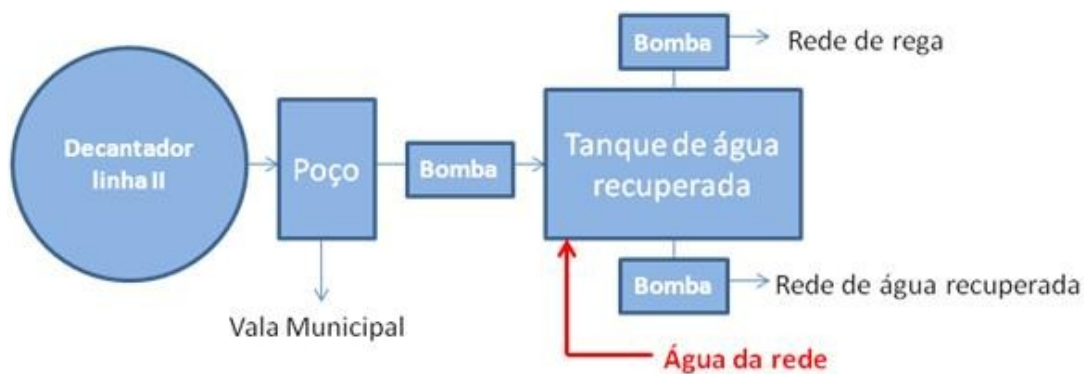 Bomba
Rede de rega
Decantador
linha II
Poço
Bomba
Tanque de água
recuperada
Bomba
Rede de água recuperada
Vala Municipal
Água da rede